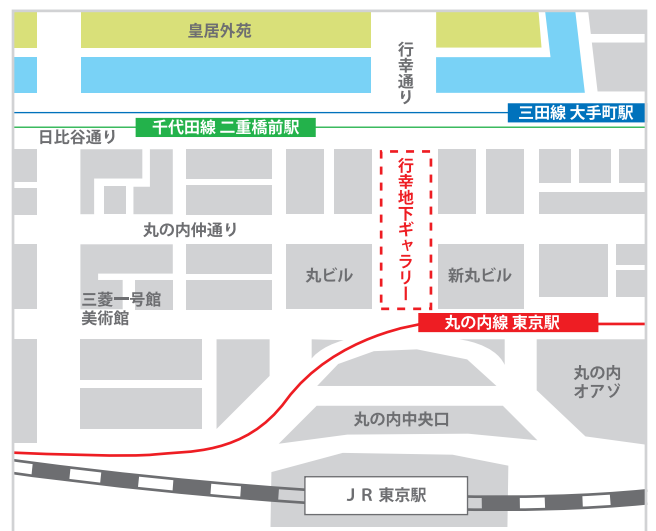 皇居外苑
行幸通り
三田線 大手町駅
千代田線 二重橋前駅
日比谷通り
行幸地下ギャラリー
丸の内仲通り
丸ビル
新丸ビル
三菱一号館
美術館
丸の内線 東京駅
丸の内
オアゾ
丸の内中央口
JR 東京駅